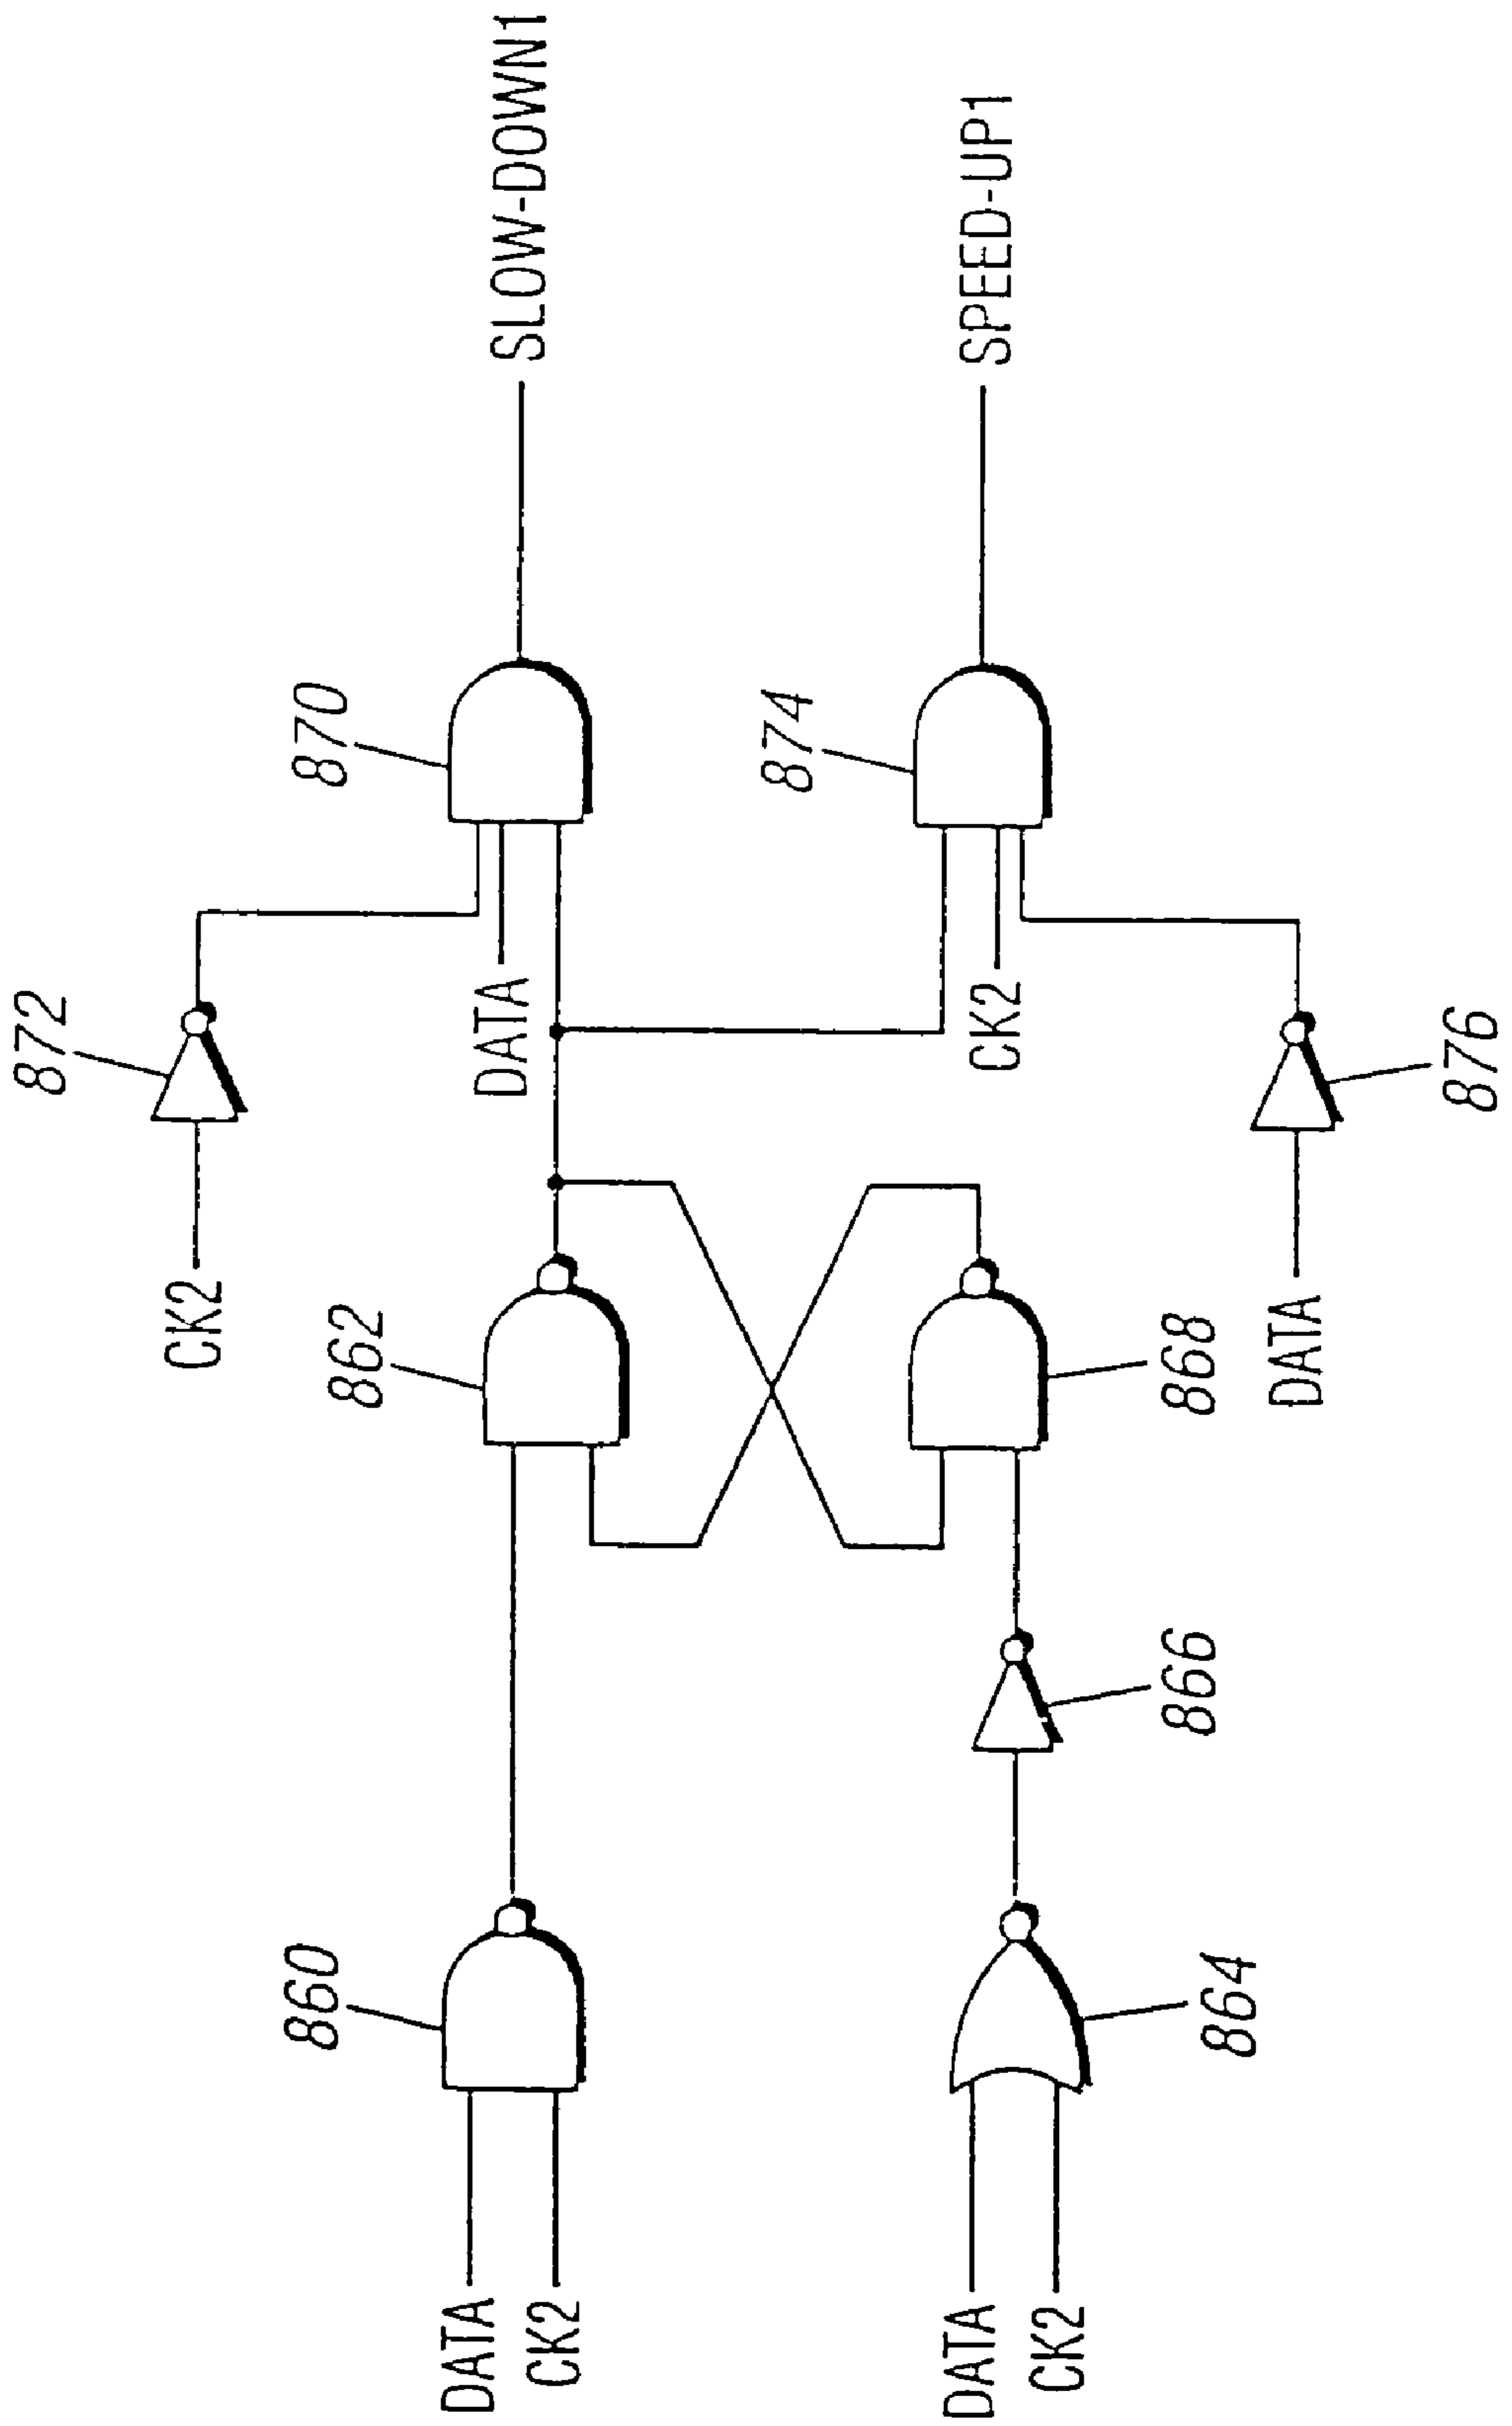 872
CK2
870
SLOW-DOWN1
DATA
862
860
DATA
CK2
874
SPEED-UP1
CK2
868
866
864
DATA
CK2
DATA
876